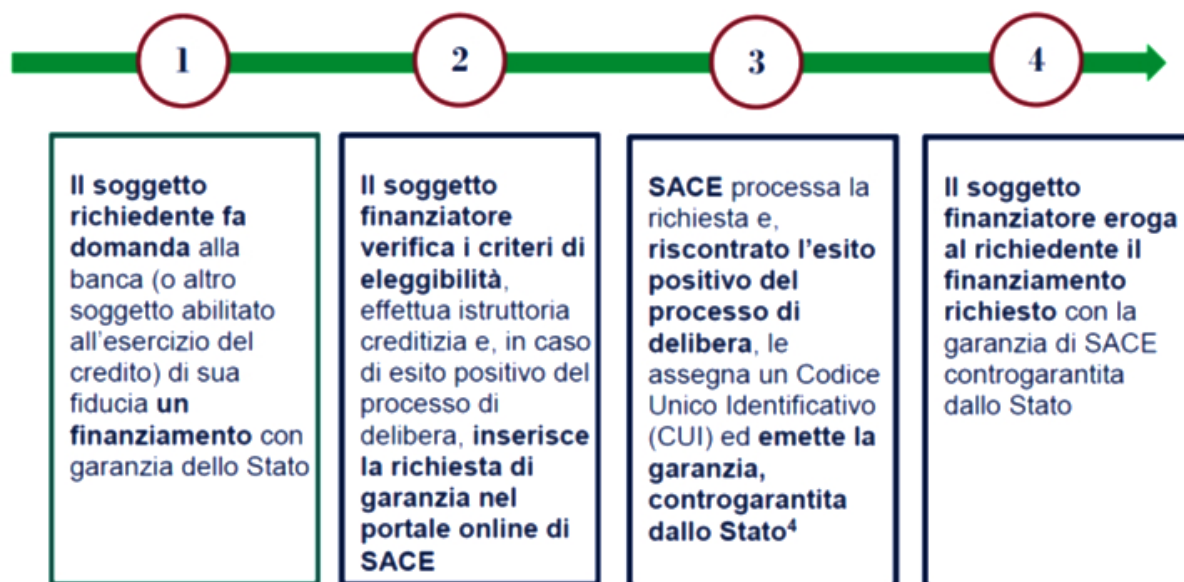 1
2
3
4
Il soggetto
richiedente fa
domanda alla
banca (o altro
soggetto abilitato
all'esercizio del
credito) di sua
fiducia un
finanziamento con
garanzia dello Stato
Il soggetto
finanziatore
verifica i criteri di
eleggibilità,
effettua istruttoria
creditizia e, in caso
di esito positivo del
processo di
delibera, inserisce
la richiesta di
garanzia nel
portale online di
SACE
SACE processa la
richiesta e,
riscontrato l'esito
positivo del
processo di
delibera, le
assegna un Codice
Unico Identificativo
(CUI) ed emette la
garanzia,
controgarantita
dallo Stato⁴
Il soggetto
finanziatore eroga
al richiedente il
finanziamento
richiesto con la
garanzia di SACE
controgarantita
dallo Stato